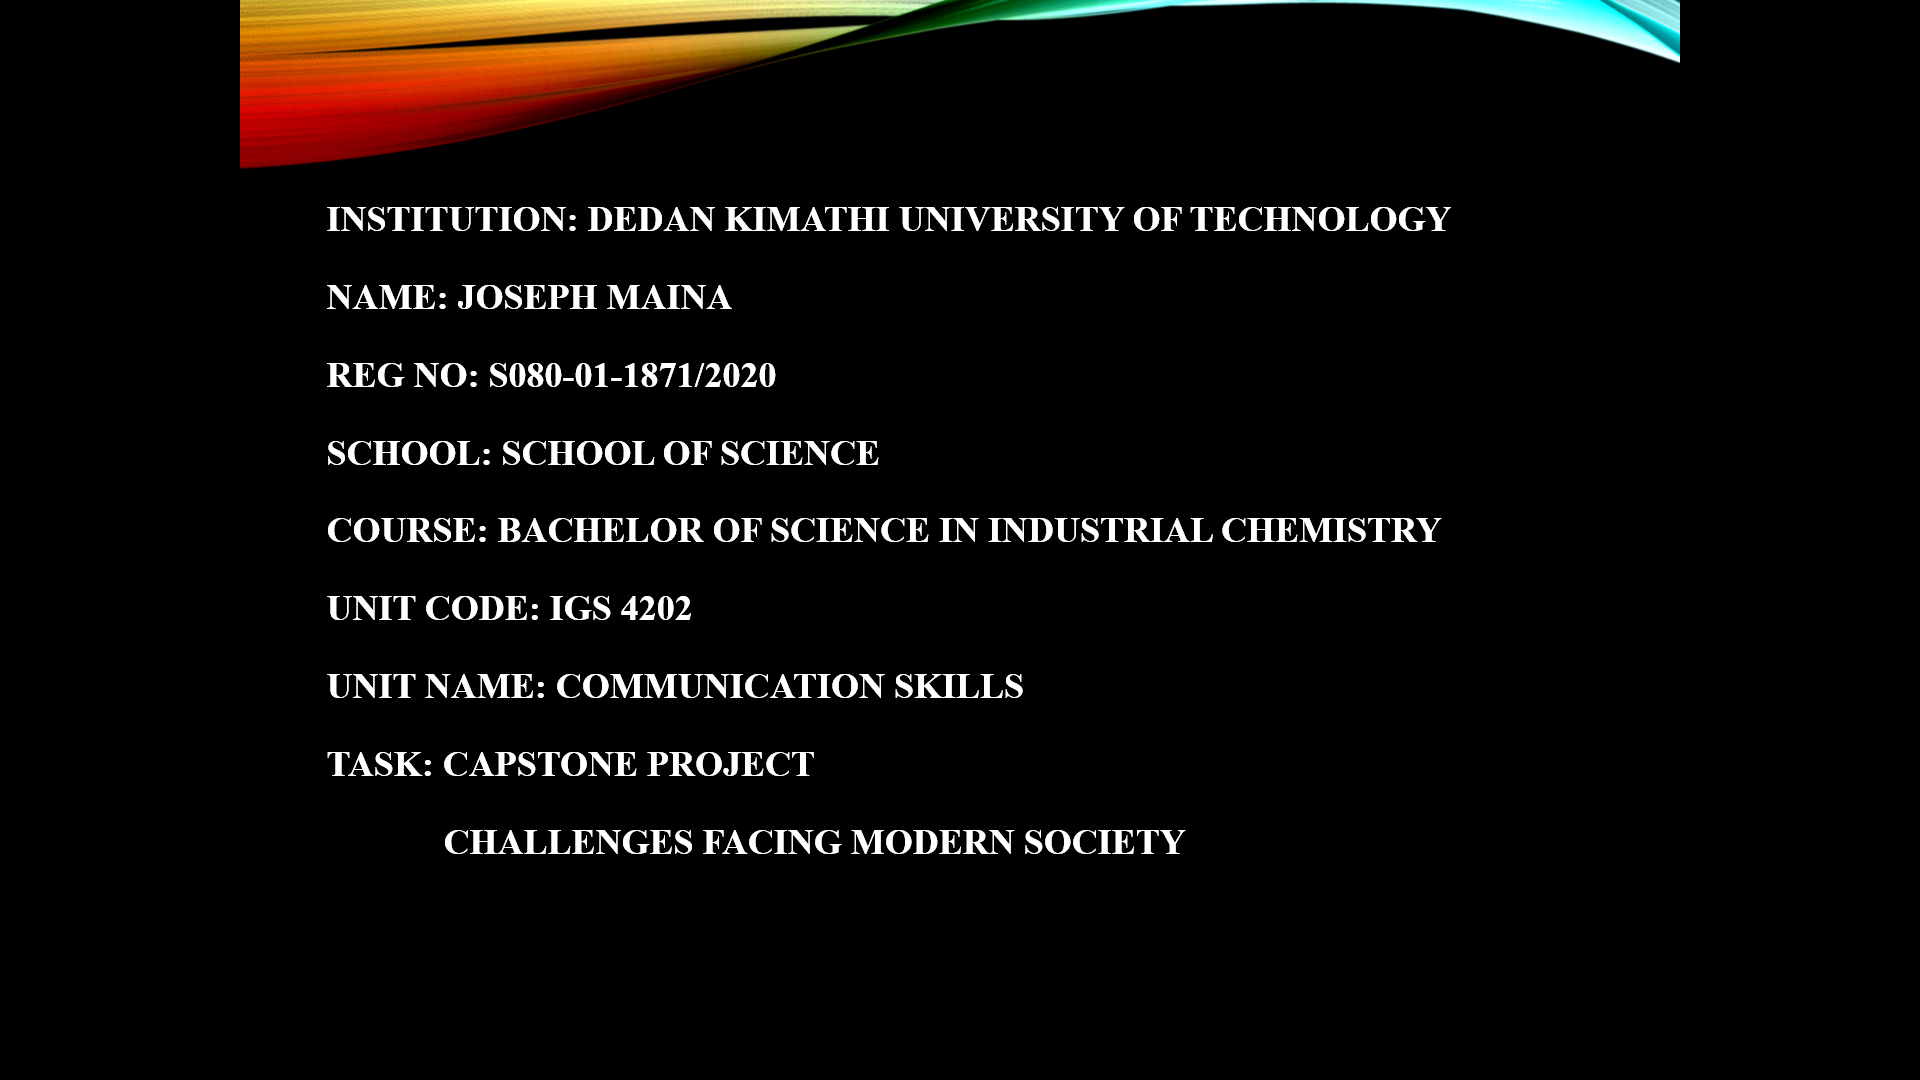 INSTITUTION: DEDAN KIMATHI UNIVERSITY OF TECHNOLOGY
NAME: JOSEPH MAINA
REG NO: S080-01-1871/2020
SCHOOL: SCHOOL OF SCIENCE
COURSE: BACHELOR OF SCIENCE IN INDUSTRIAL CHEMISTRY
UNIT CODE: IGS 4202
UNIT NAME: COMMUNICATION SKILLS
TASK: CAPSTONE PROJECT
CHALLENGES FACING MODERN SOCIETY